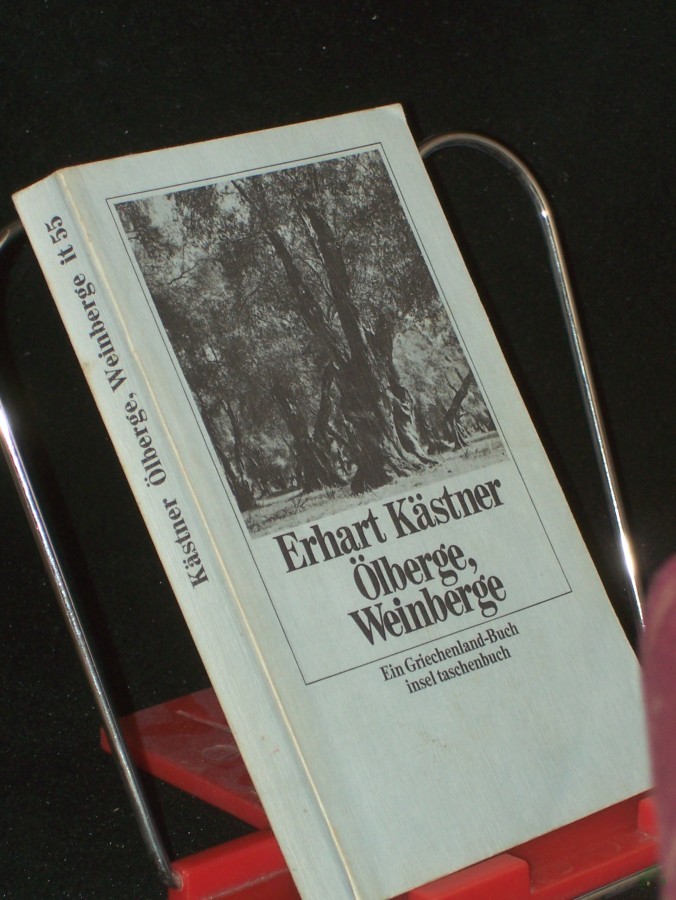 Kästner Ölberge, Weinberge it 55
Erhart Kästner
Ölberge,
Weinberge
Ein Griechenland-Buch
insel taschenbuch